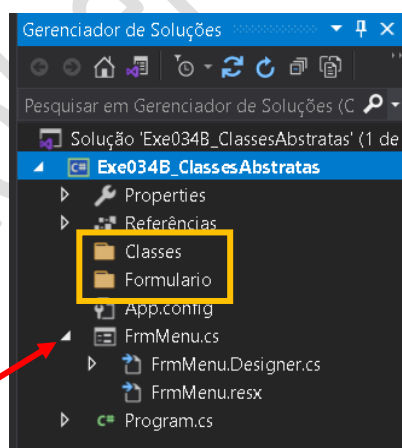 Gerenciador de Soluções
Pesquisar em Gerenciador de Soluções (C
Solução 'Exe034B_ClassesAbstratas' (1 de
C# Exe034B_ClassesAbstratas
Properties
Referências
Classes
Formulario
App.config
FrmMenu.cs
FrmMenu.Designer.cs
FrmMenu.resx
C# Program.cs